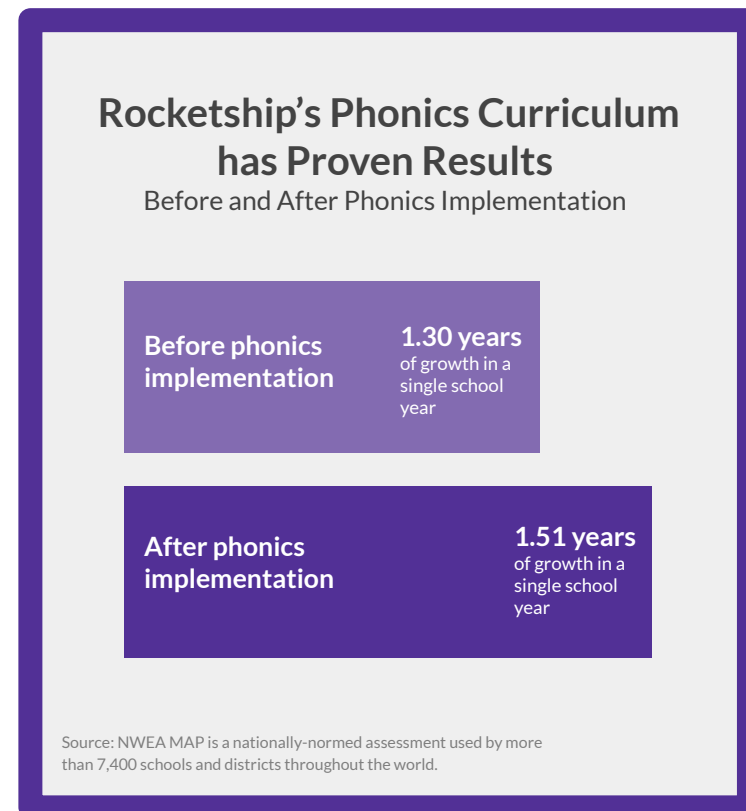 Rocketship’s Phonics Curriculum
has Proven Results
Before and After Phonics Implementation
Before phonics
implementation
1.30 years
of growth in a
single school
year
After phonics
implementation
1.51 years
of growth in a
single school
year
Source: NWEA MAP is a nationally-normed assessment used by more
than 7,400 schools and districts throughout the world.